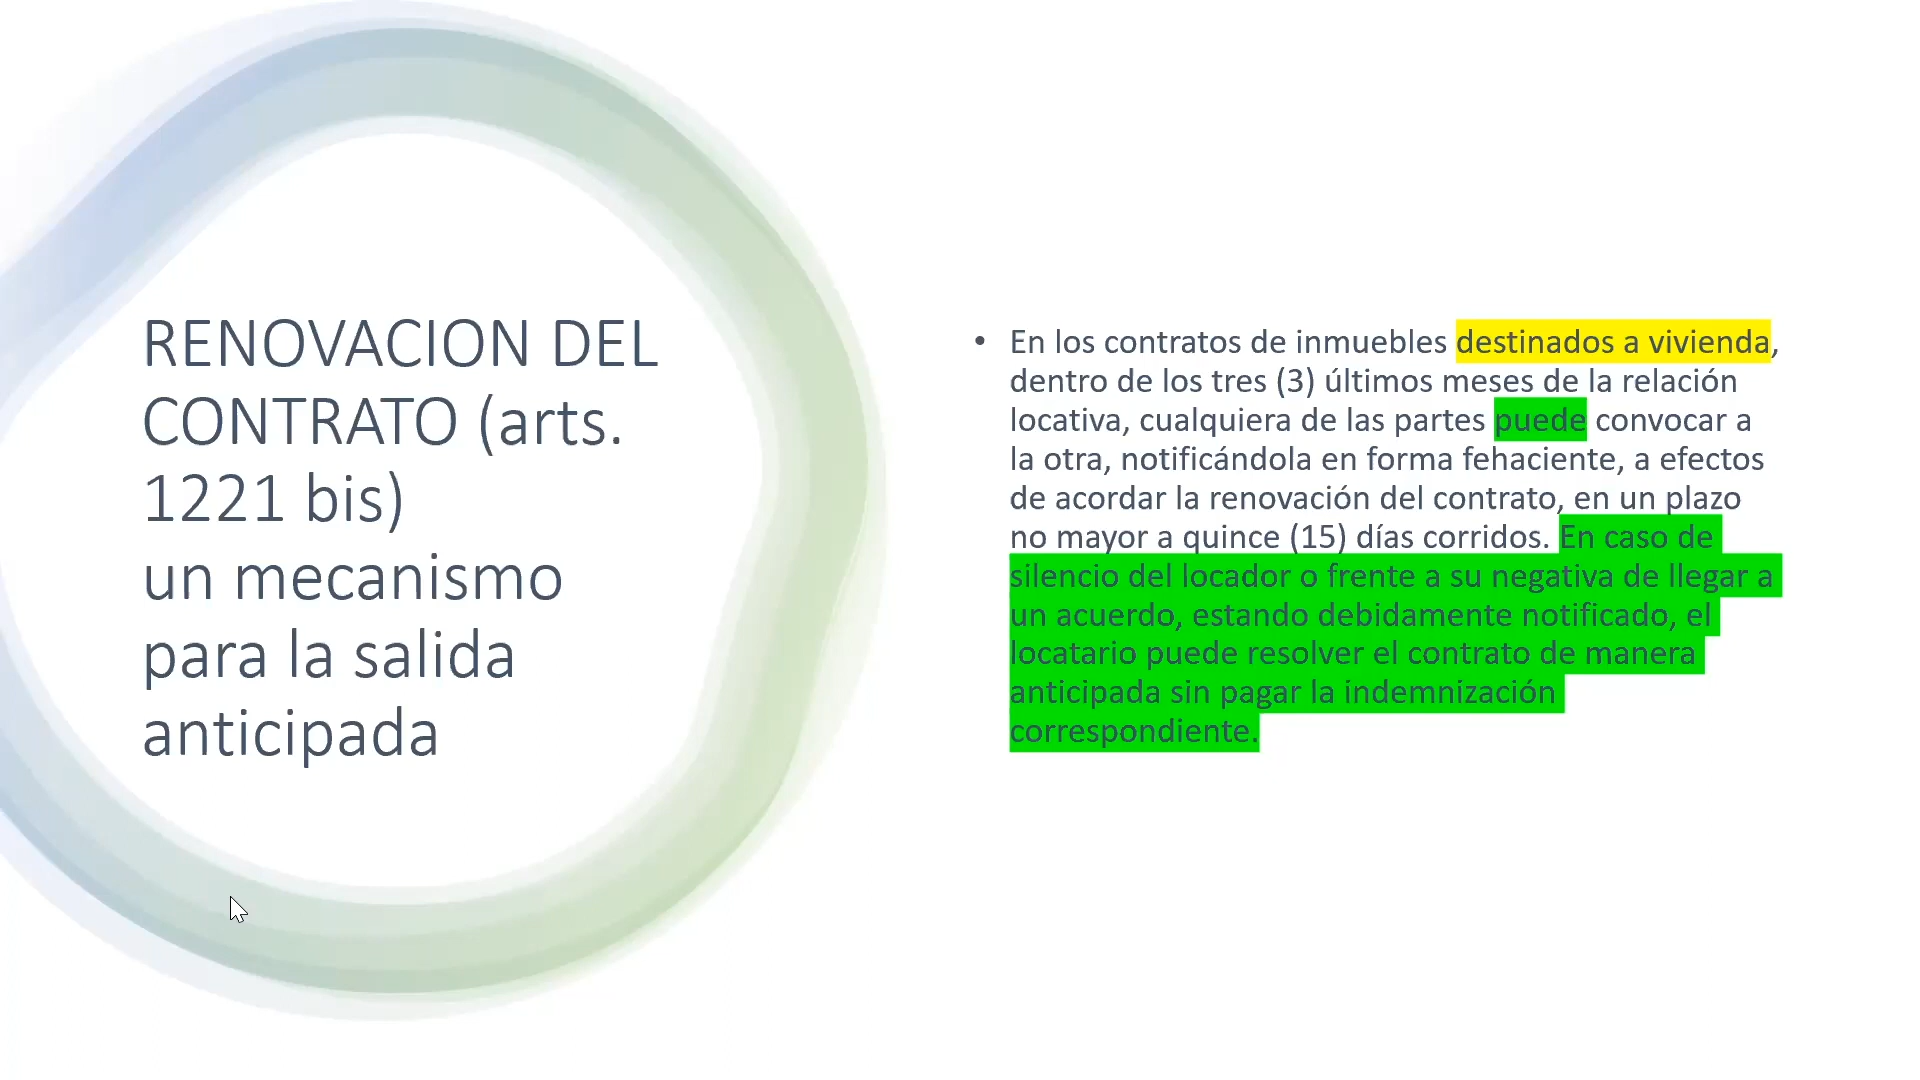 RENOVACION DEL
CONTRATO (arts.
1221 bis)
un mecanismo
para la salida
anticipada
• En los contratos de inmuebles destinados a vivienda,
dentro de los tres (3) últimos meses de la relación
locativa, cualquiera de las partes puede convocar a
la otra, notificándola en forma fehaciente, a efectos
de acordar la renovación del contrato, en un plazo
no mayor a quince (15) días corridos. En caso de
silencio del locador o frente a su negativa de llegar a
un acuerdo, estando debidamente notificado, el
locatario puede resolver el contrato de manera
anticipada sin pagar la indemnización
correspondiente.